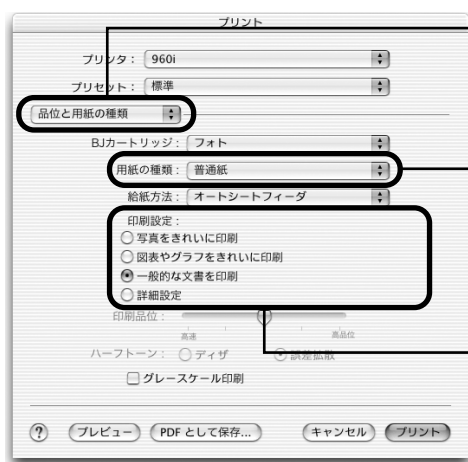 プリント
プリンタ： 960i
プリセット： 標準
品位と用紙の種類
BJカートリッジ： フォト
用紙の種類： 普通紙
給紙方法： オートシートフィーダ
印刷設定：
写真をきれいに印刷
図表やグラフをきれいに印刷
一般的な文書を印刷
詳細設定
印刷品位：
高速 高品位
ハーフトーン： ディザ 誤差拡散
グレースケール印刷
? プレビュー PDF として保存... キャンセル プリント